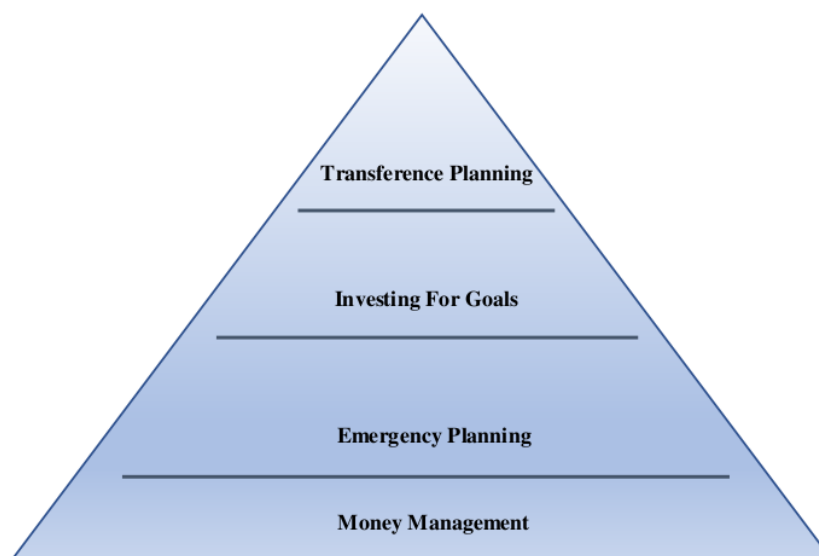 Transference Planning
Investing For Goals
Emergency Planning
Money Management